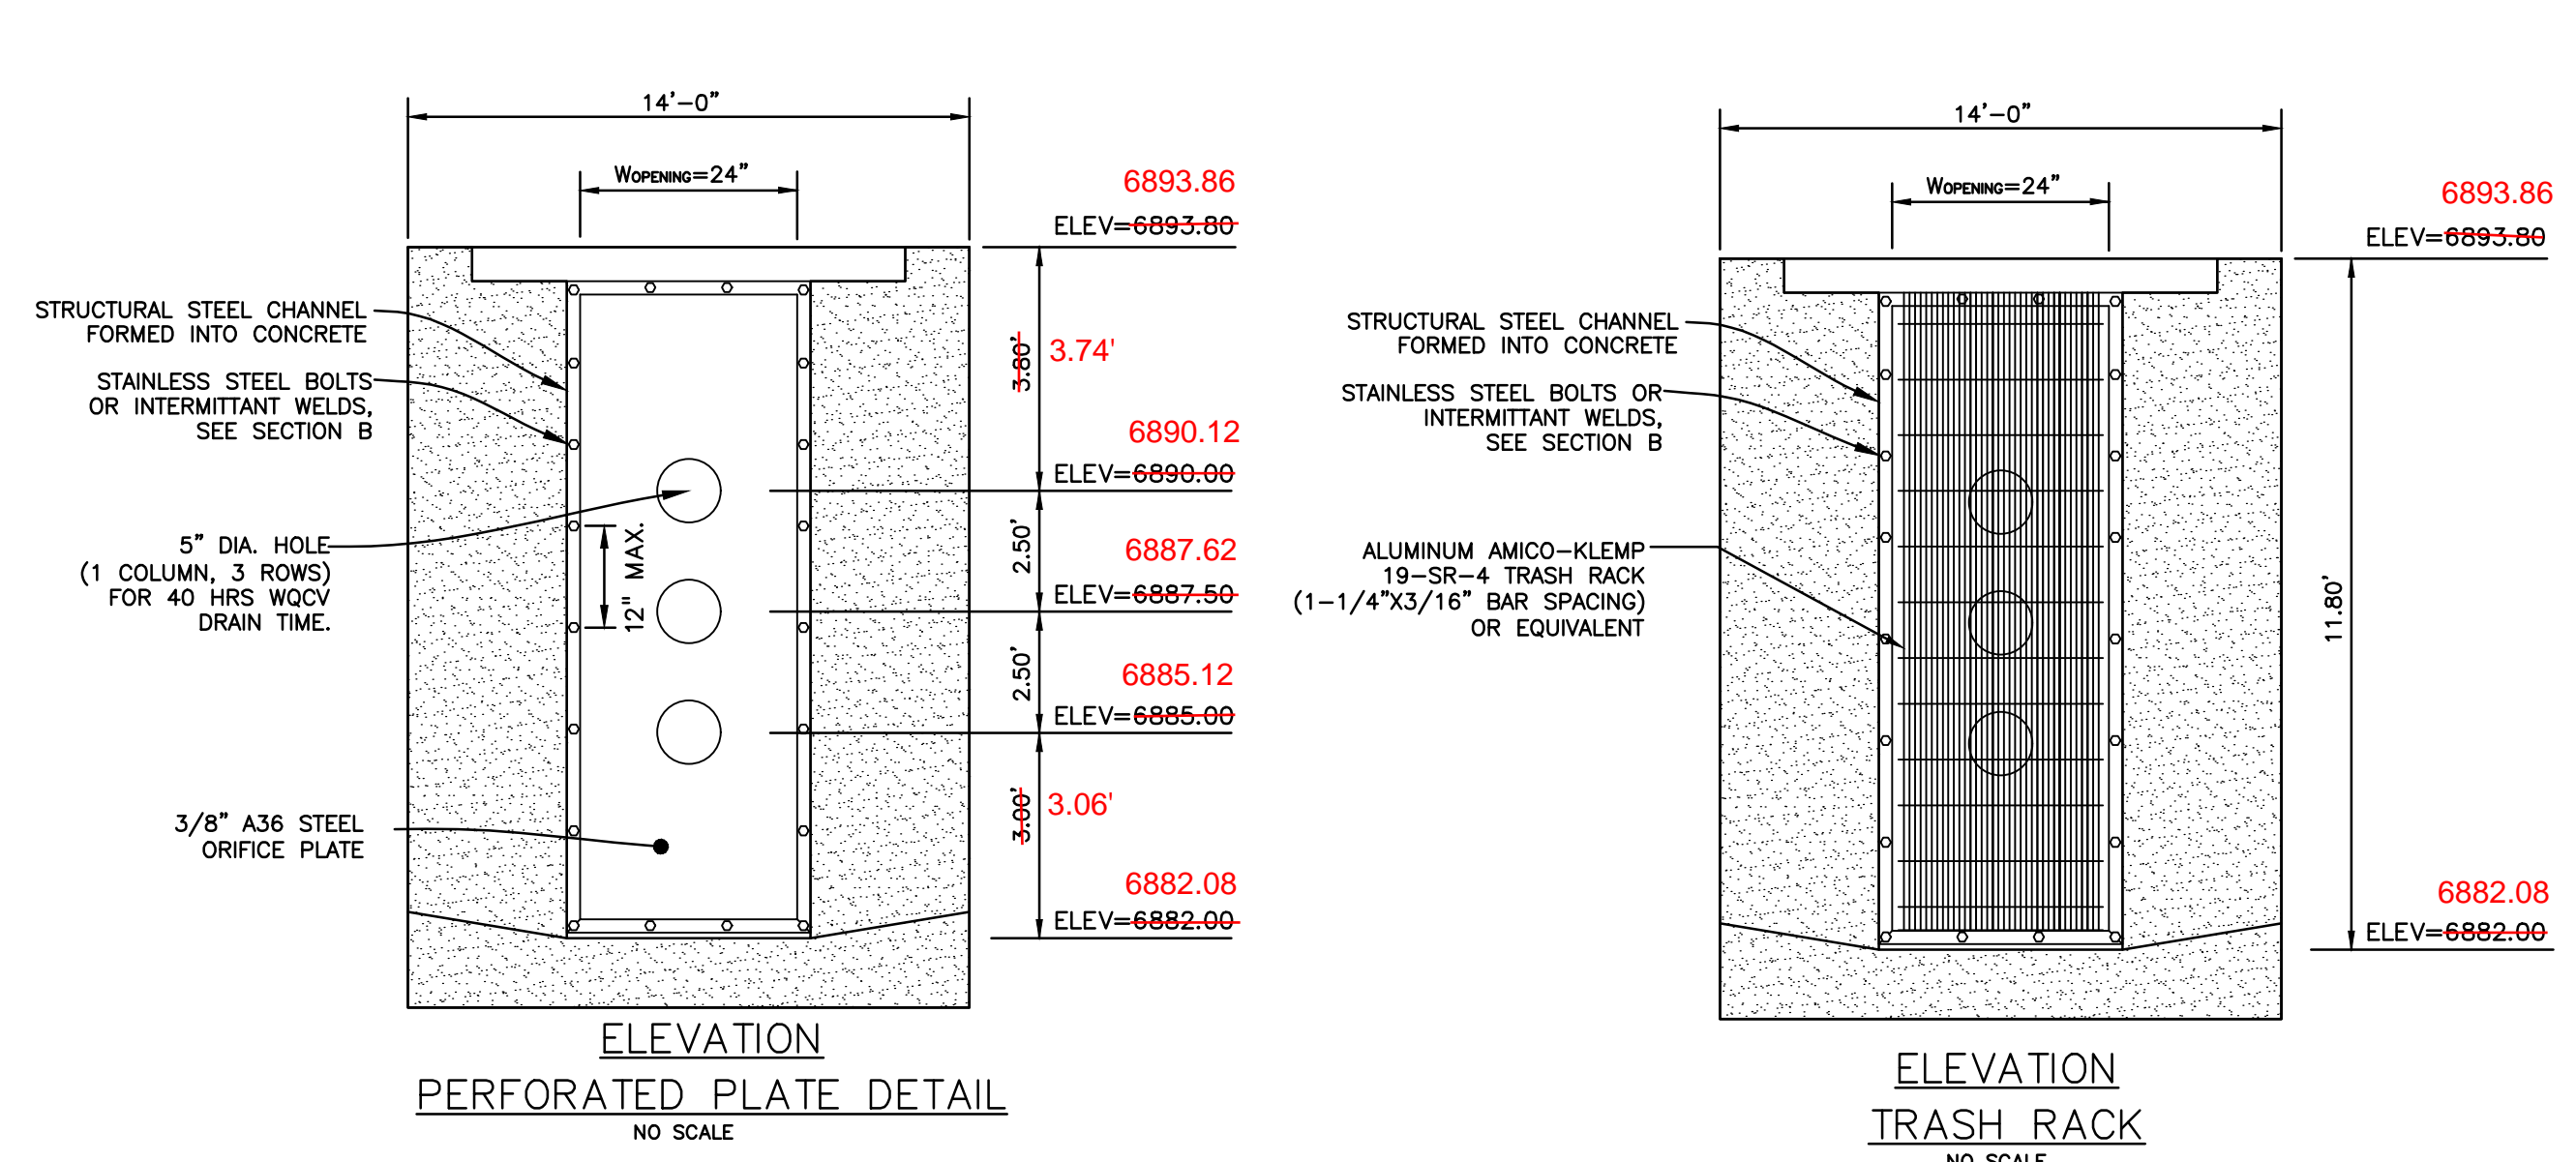 14'-0"
WOPENING=24"
6893.86
ELEV=6893.80
STRUCTURAL STEEL CHANNEL
FORMED INTO CONCRETE
STAINLESS STEEL BOLTS
OR INTERMITTANT WELDS,
SEE SECTION B
3.80'
3.74'
6890.12
ELEV=6890.00
5" DIA. HOLE
(1 COLUMN, 3 ROWS)
FOR 40 HRS WQCV
DRAIN TIME.
12" MAX.
2.50'
6887.62
ELEV=6887.50
2.50'
6885.12
ELEV=6885.00
3/8" A36 STEEL
ORIFICE PLATE
3.00'
3.06'
6882.08
ELEV=6882.00
ELEVATION
PERFORATED PLATE DETAIL
NO SCALE
14'-0"
WOPENING=24"
6893.86
ELEV=6893.80
STRUCTURAL STEEL CHANNEL
FORMED INTO CONCRETE
STAINLESS STEEL BOLTS OR
INTERMITTANT WELDS,
SEE SECTION B
ALUMINUM AMICO-KLEMP
19-SR-4 TRASH RACK
(1-1/4"X3/16" BAR SPACING)
OR EQUIVALENT
11.80'
6882.08
ELEV=6882.00
ELEVATION
TRASH RACK
NO SCALE